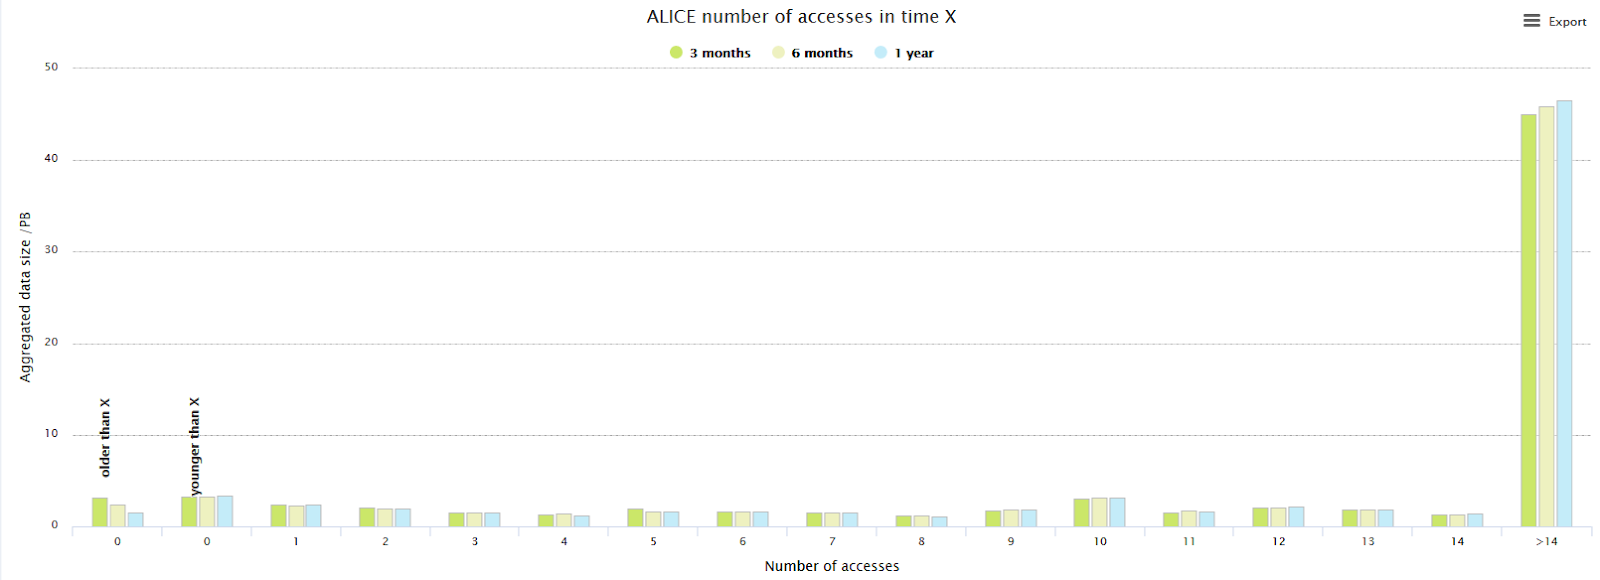 ALICE number of accesses in time X
Export
3 months 6 months 1 year
50
40
30
20
10
0
Aggregated data size /PB
older than X
younger than X
0 0 1 2 3 4 5 6 7 8 9 10 11 12 13 14 >14
Number of accesses